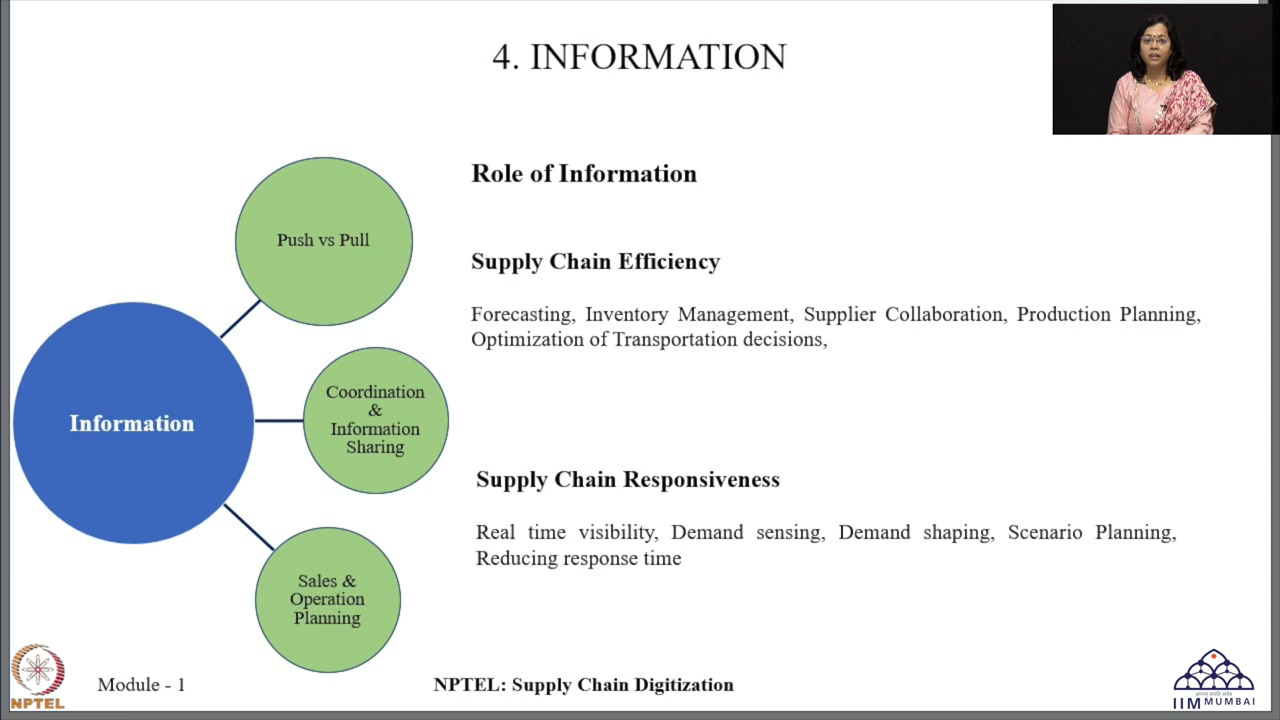 4. INFORMATION
Role of Information
Push vs Pull
Supply Chain Efficiency
Forecasting, Inventory Management, Supplier Collaboration, Production Planning,
Optimization of Transportation decisions,
Coordination
&
Information
Sharing
Information
Supply Chain Responsiveness
Real time visibility, Demand sensing, Demand shaping, Scenario Planning,
Reducing response time
Sales &
Operation
Planning
NPTEL
Module - 1
NPTEL: Supply Chain Digitization
IIM MUMBAI